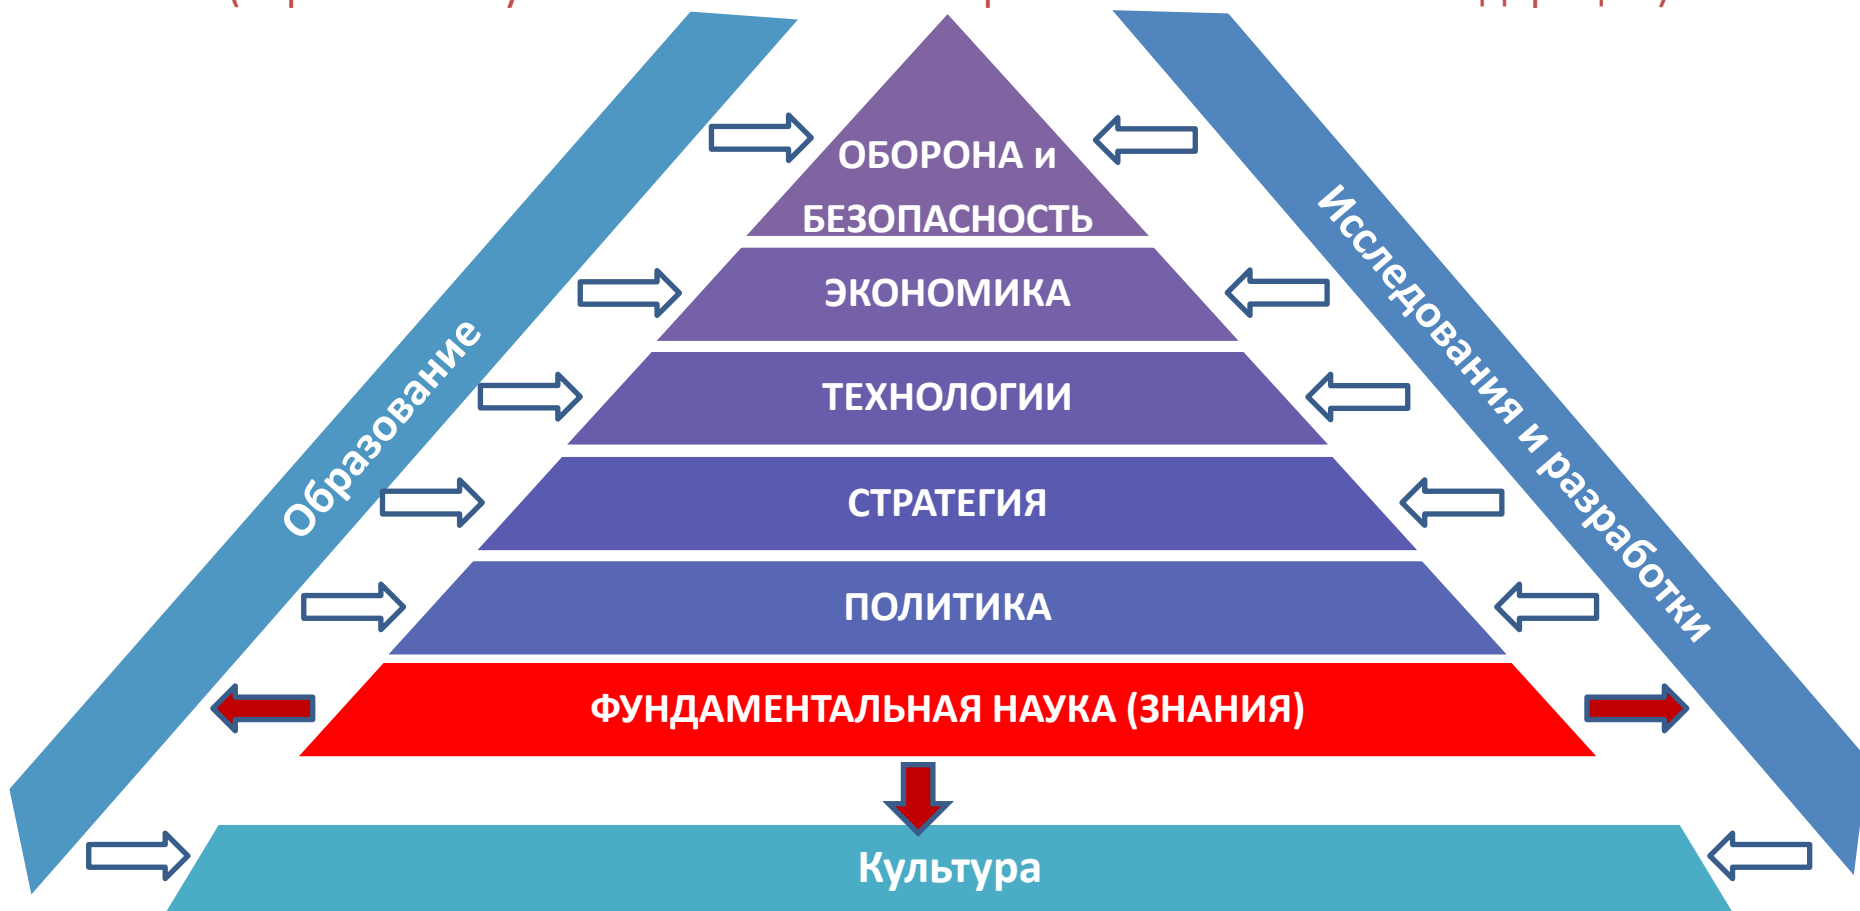 ОБОРОНА и
БЕЗОПАСНОСТЬ
ЭКОНОМИКА
ТЕХНОЛОГИИ
СТРАТЕГИЯ
ПОЛИТИКА
ФУНДАМЕНТАЛЬНАЯ НАУКА (ЗНАНИЯ)
Культура
Образование
Исследования и разработки